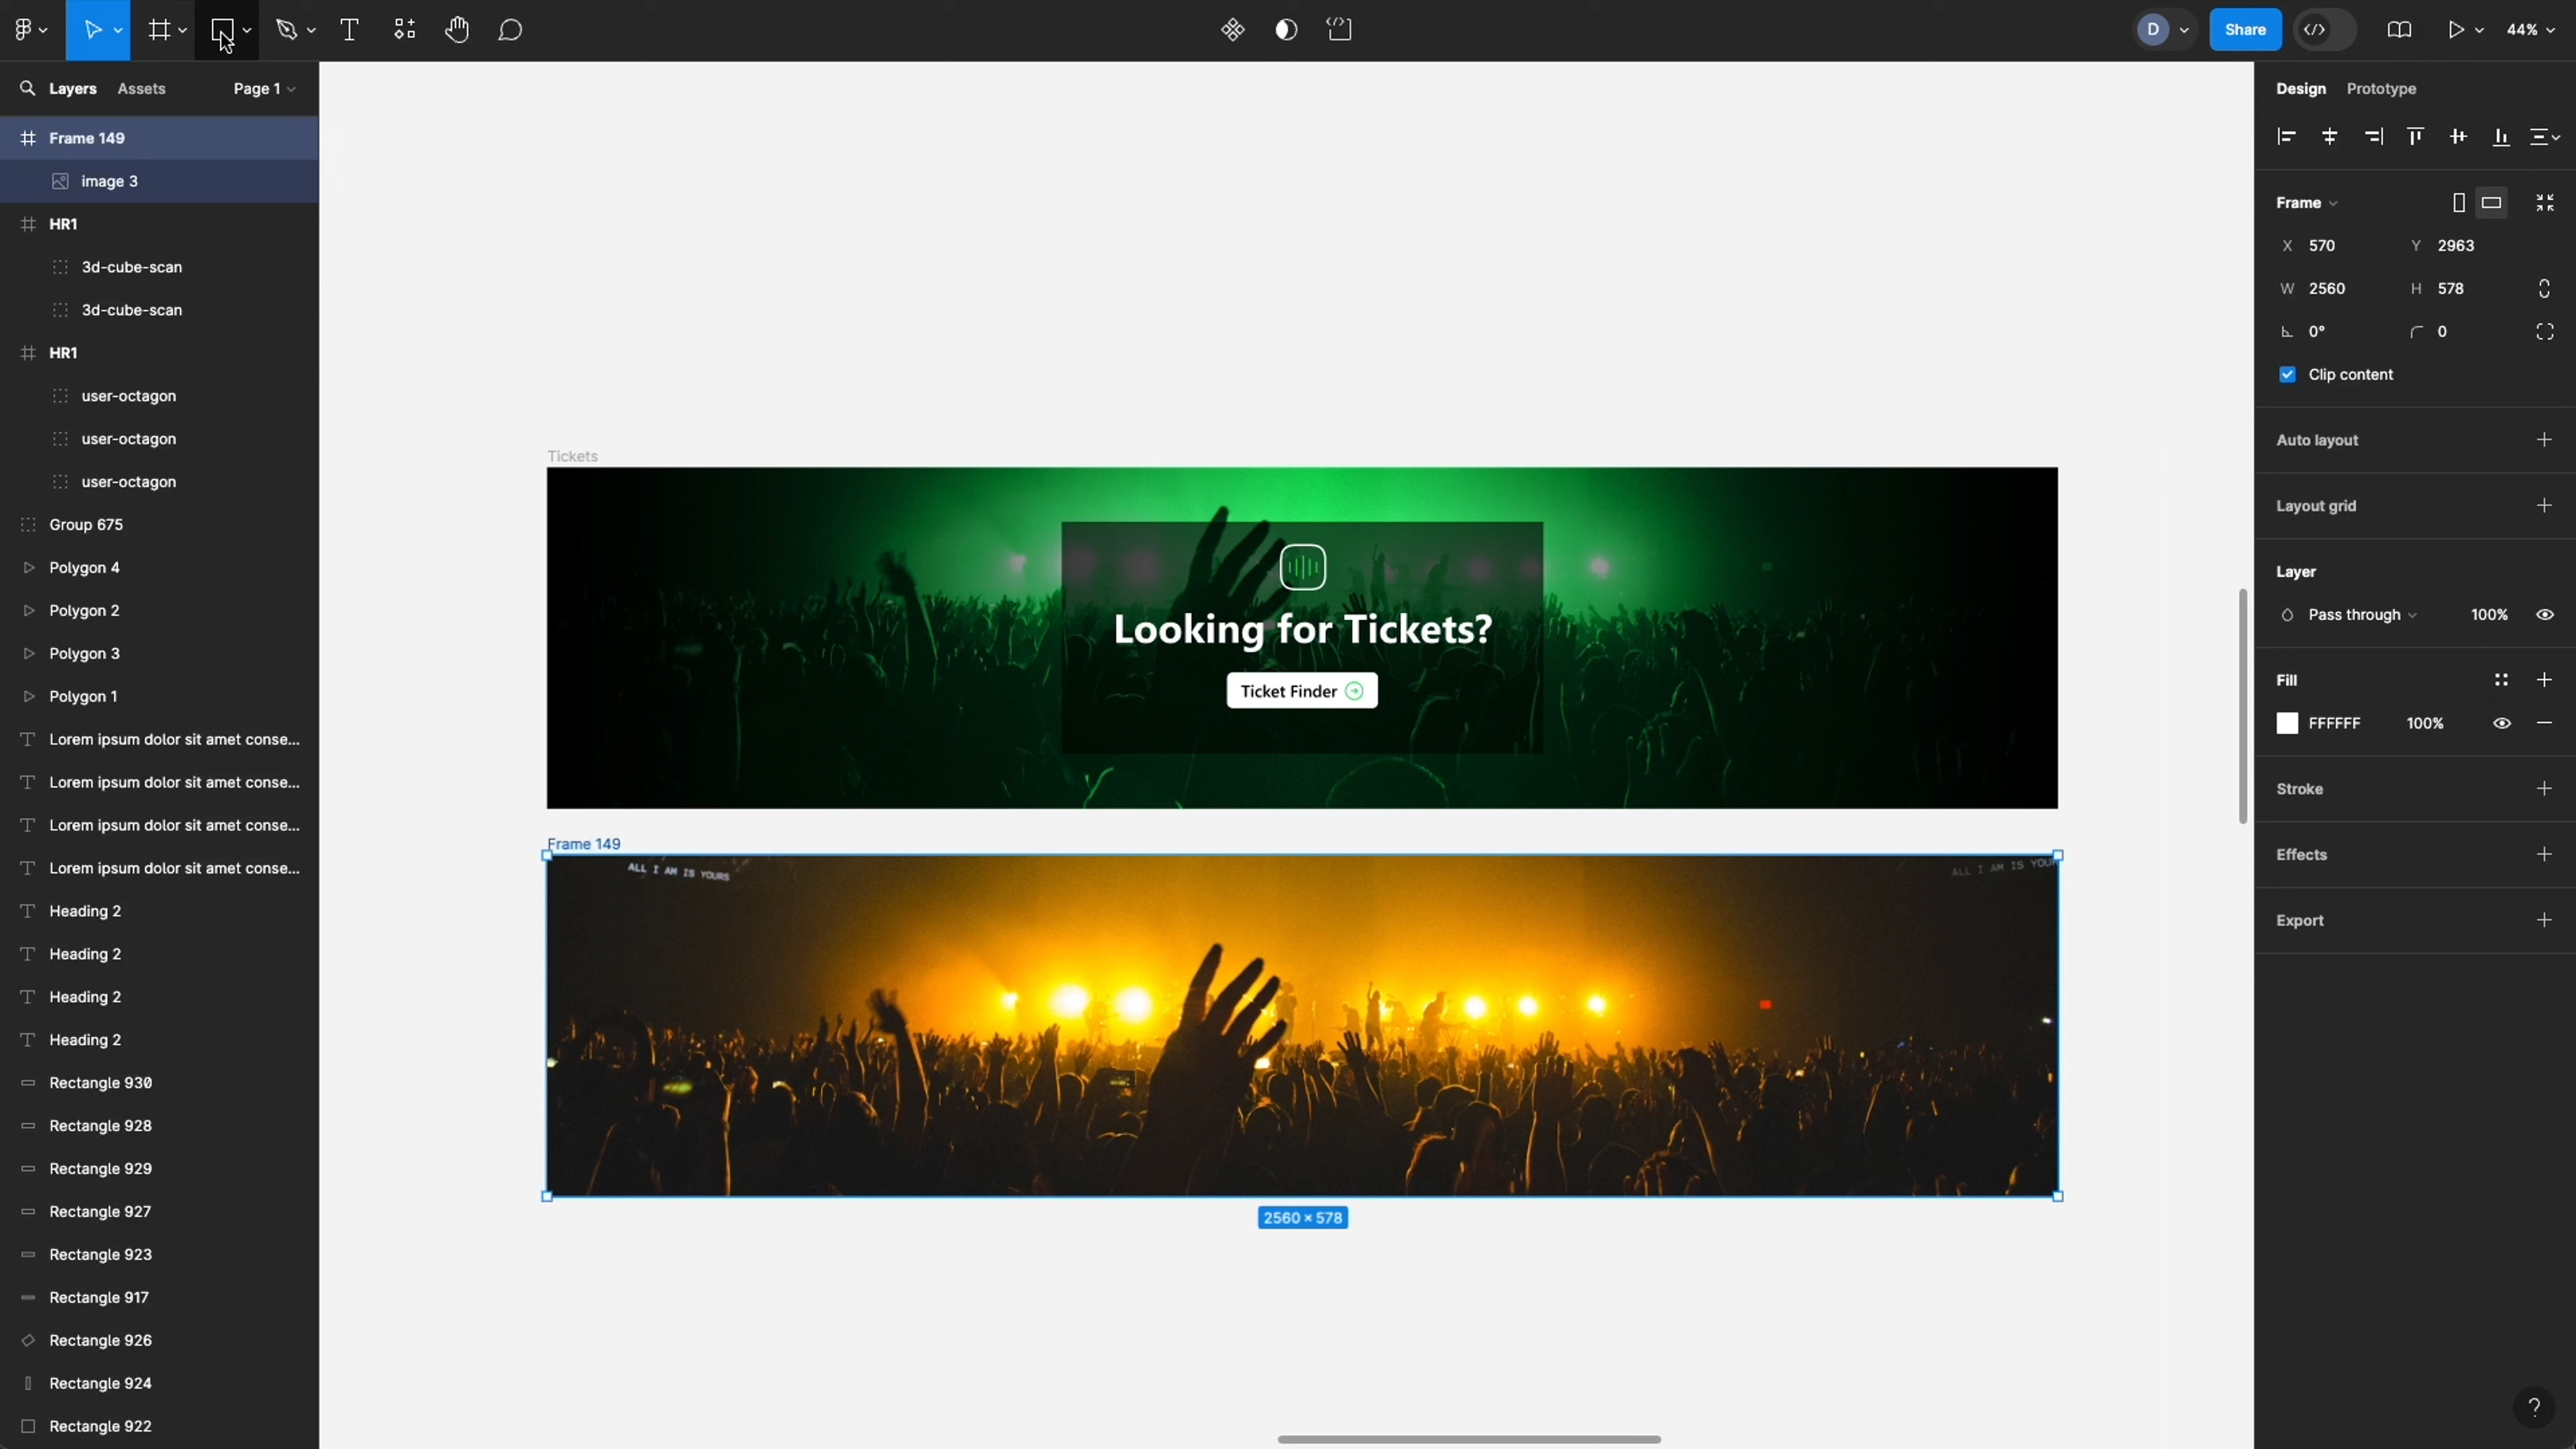 D
Share
44%
Layers
Assets
Page 1
Design
Prototype
Frame 149
image 3
HR1
3d-cube-scan
3d-cube-scan
HR1
user-octagon
user-octagon
user-octagon
Group 675
Polygon 4
Polygon 2
Polygon 3
Polygon 1
Lorem ipsum dolor sit amet conse...
Lorem ipsum dolor sit amet conse...
Lorem ipsum dolor sit amet conse...
Lorem ipsum dolor sit amet conse...
Heading 2
Heading 2
Heading 2
Heading 2
Rectangle 930
Rectangle 928
Rectangle 929
Rectangle 927
Rectangle 923
Rectangle 917
Rectangle 926
Rectangle 924
Rectangle 922
Tickets
Looking for Tickets?
Ticket Finder
Frame 149
ALL I AM IS YOURS
ALL I AM IS YOUR
2560 × 578
Frame
X 570 Y 2963
W 2560 H 578
0° 0
Clip content
Auto layout
Layout grid
Layer
Pass through 100%
Fill
FFFFFF 100%
Stroke
Effects
Export
?